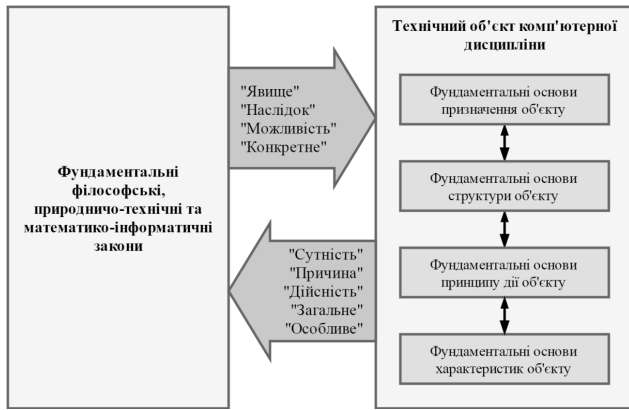 Фундаментальні
філософські,
природничо-технічні та
математико-інформатичні
закони
"Явище"
"Наслідок"
"Можливість"
"Конкретне"
"Сутність"
"Причина"
"Дійсність"
"Загальне"
"Особливе"
Технічний об'єкт комп'ютерної
дисципліни
Фундаментальні основи
призначення об'єкту
Фундаментальні основи
структури об'єкту
Фундаментальні основи
принципу дії об'єкту
Фундаментальні основи
характеристик об'єкту